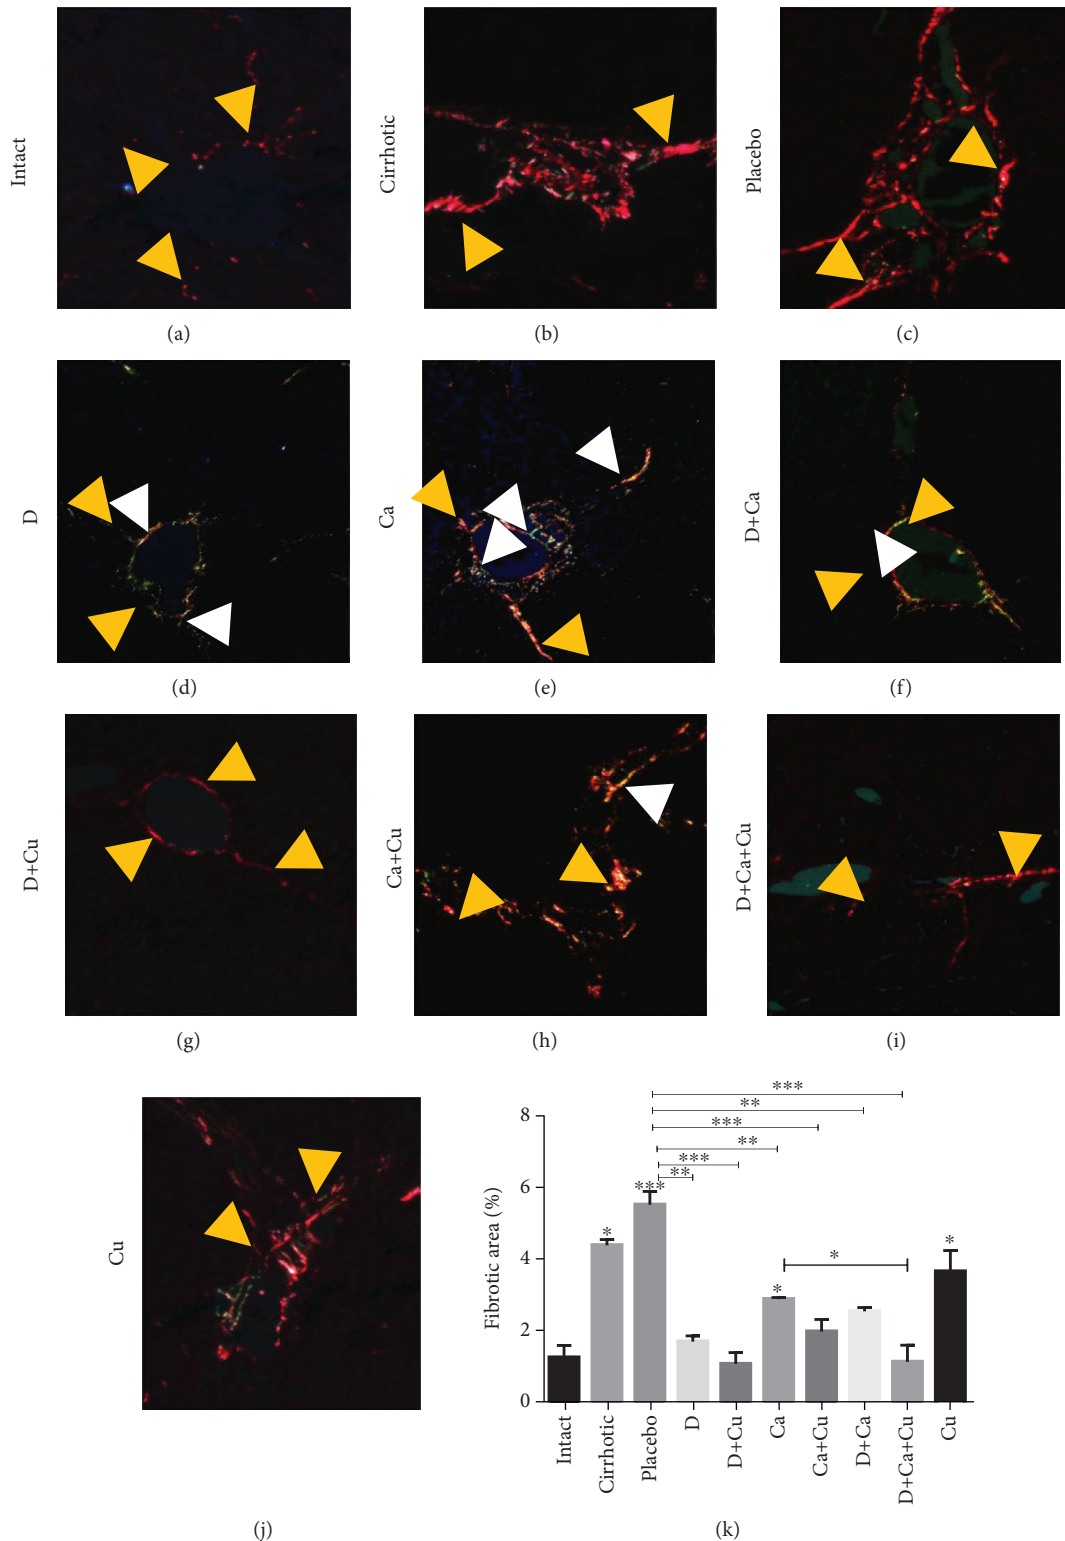 Intact
Cirrhotic
Placebo
(a)
(b)
(c)
D
Ca
D+Ca
(d)
(e)
(f)
D+Cu
Ca+Cu
D+Ca+Cu
(g)
(h)
(i)
Cu
(j)
Fibrotic area (%)
8
6
4
2
0
***
**
***
**
***
**
***
*
*
*
*
Intact
Cirrhotic
Placebo
D
D+Cu
Ca
Ca+Cu
D+Ca
D+Ca+Cu
Cu
(k)